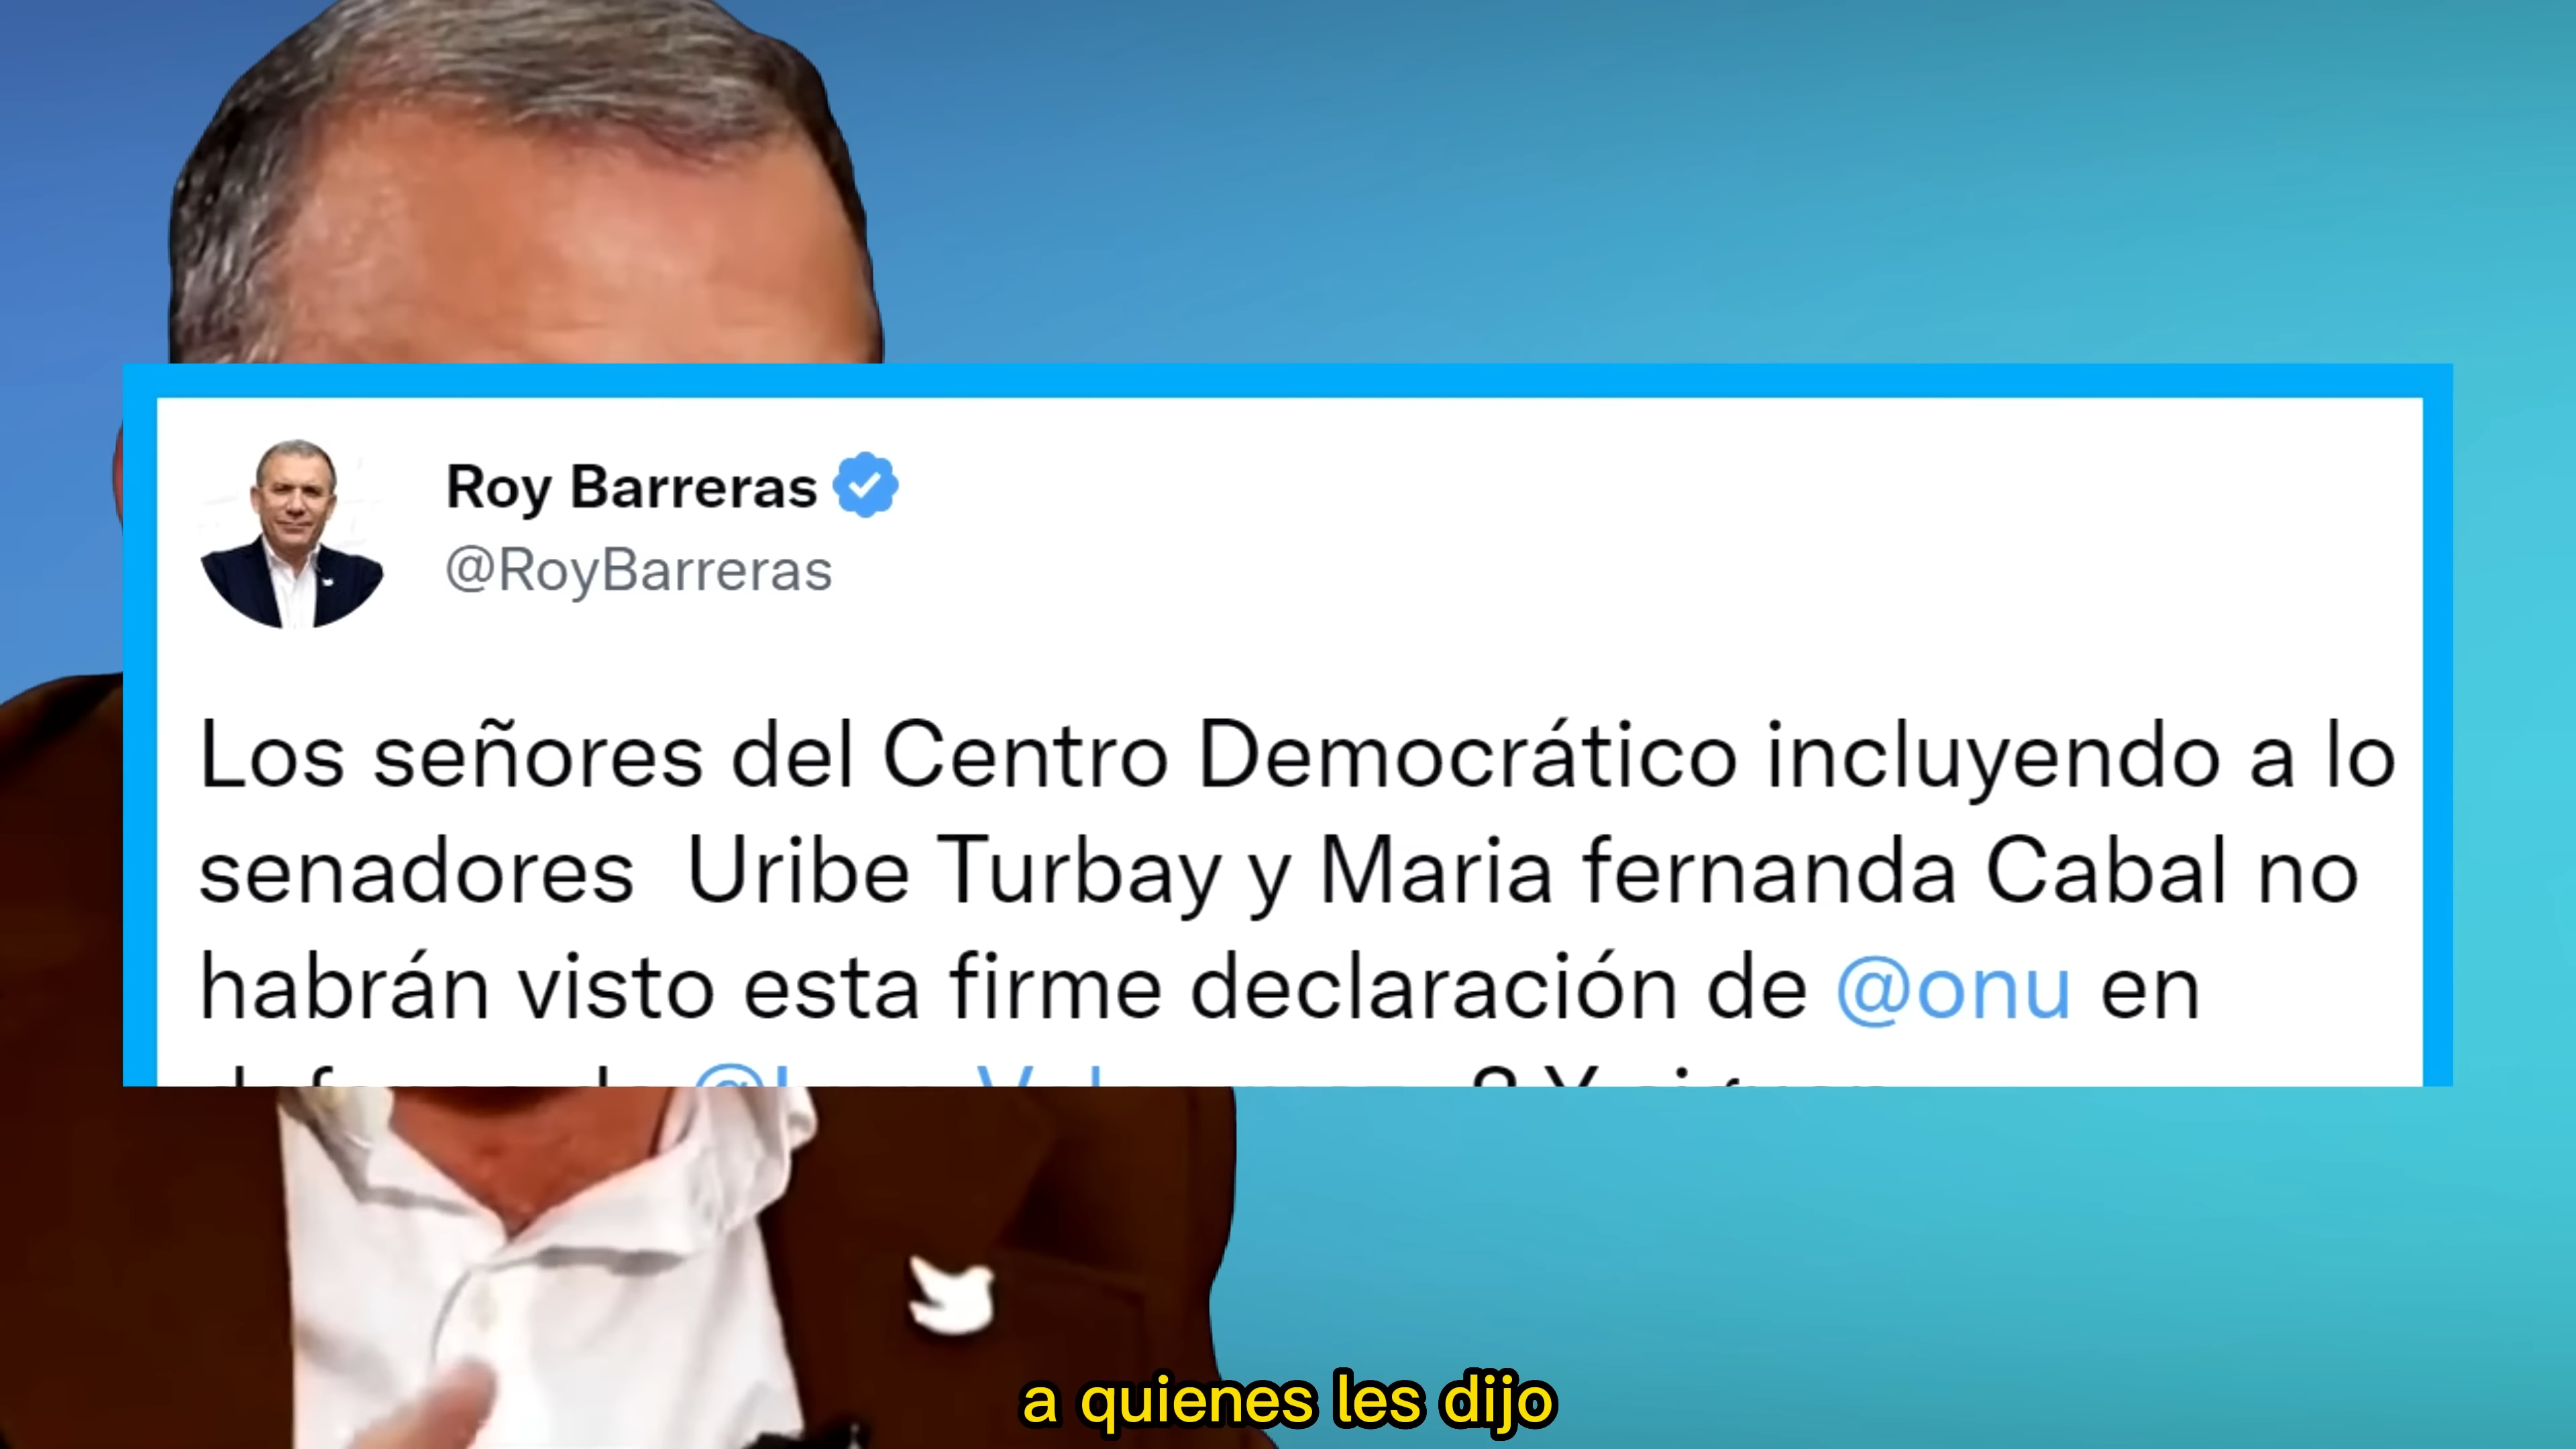 Roy Barreras
@RoyBarreras
Los señores del Centro Democrático incluyendo a lo
senadores Uribe Turbay y Maria fernanda Cabal no
habrán visto esta firme declaración de @onu en
a quienes les dijo